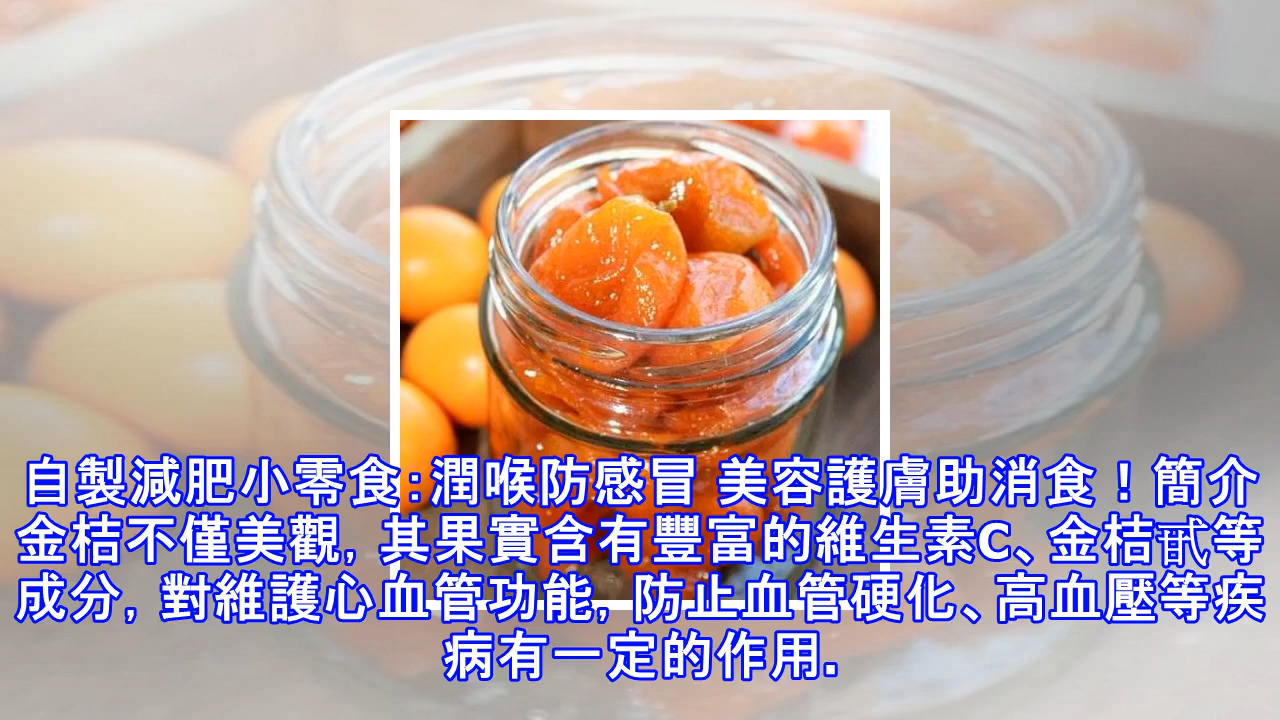 自製減肥小零食:潤喉防感冒 美容護膚助消食！簡介
金桔不僅美觀, 其果實含有豐富的維生素C、金桔甙等
成分, 對維護心血管功能, 防止血管硬化、高血壓等疾
病有一定的作用.